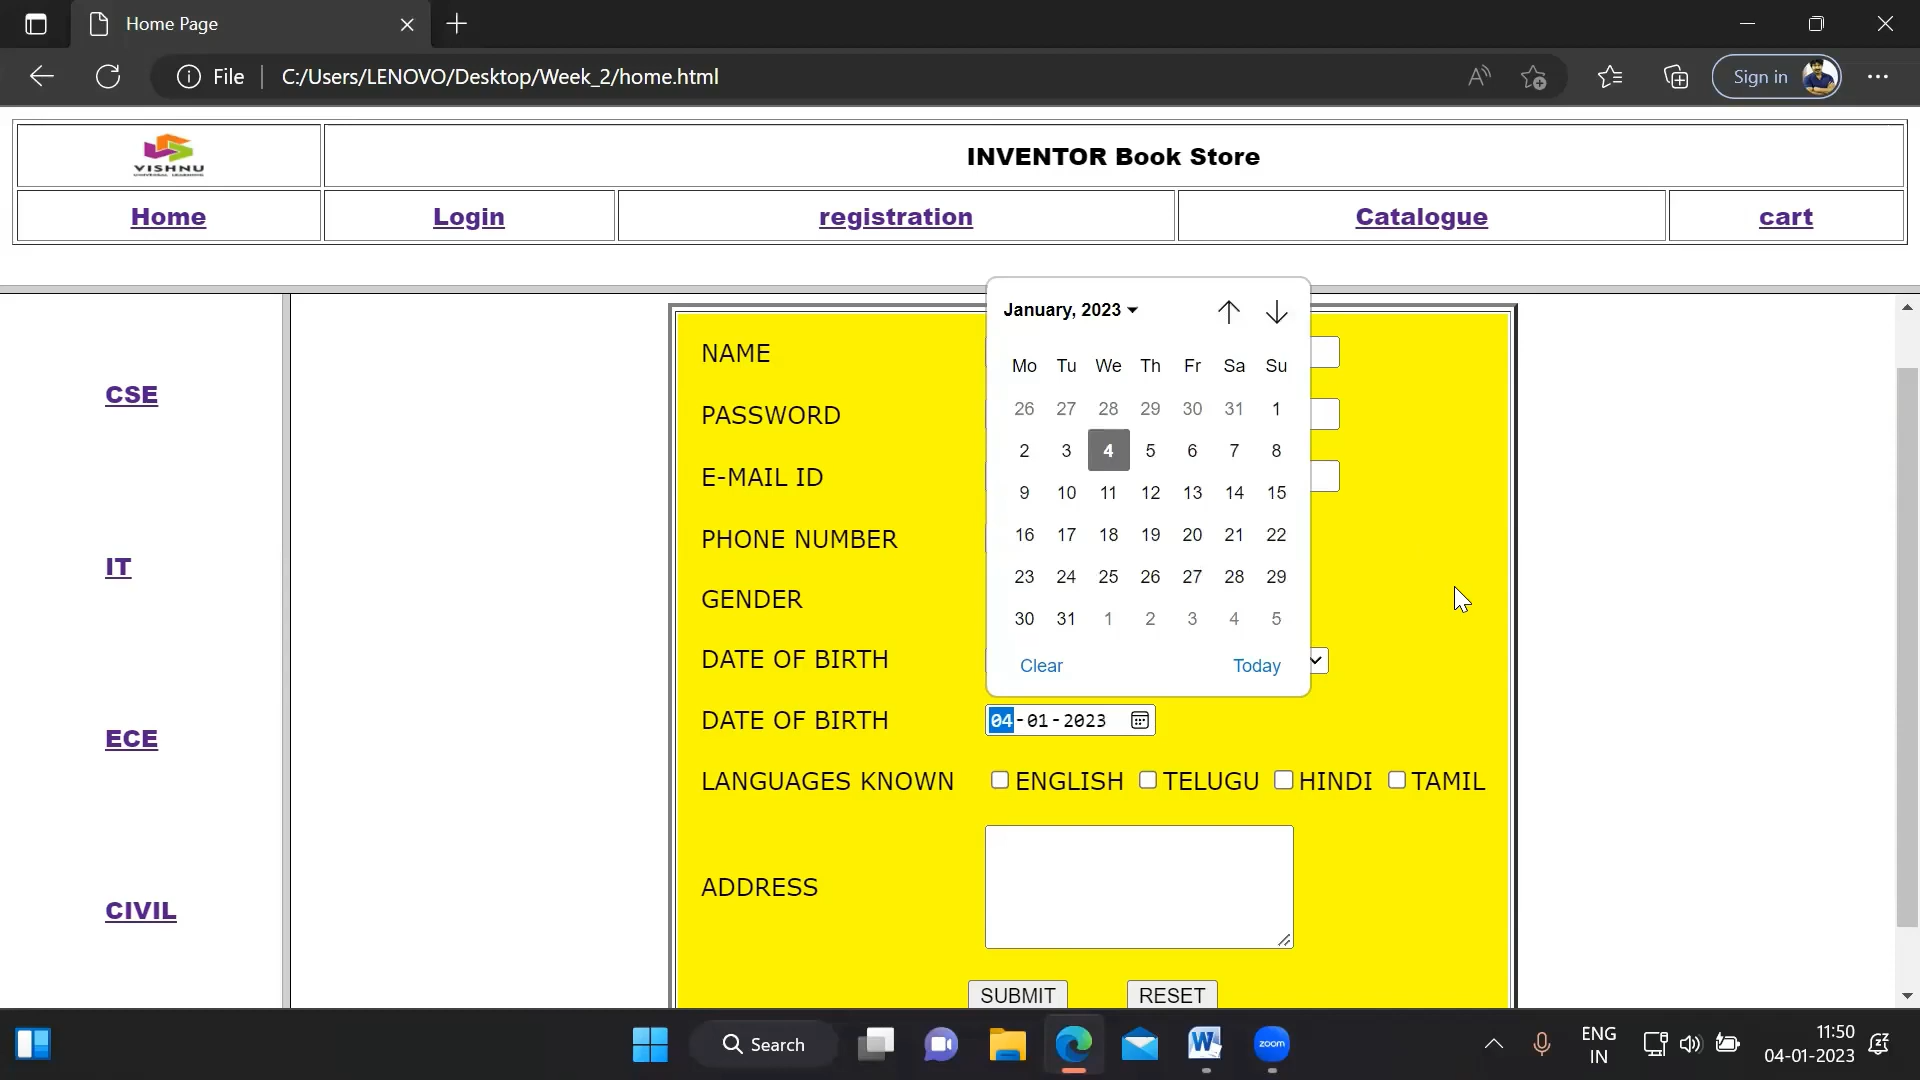 Home Page
File C:/Users/LENOVO/Desktop/Week_2/home.html Sign in
VISHNU
UNIVERSAL LEARNING
INVENTOR Book Store
Home Login registration Catalogue cart
CSE
IT
ECE
CIVIL
January, 2023
Mo Tu We Th Fr Sa Su
26 27 28 29 30 31 1
2 3 4 5 6 7 8
9 10 11 12 13 14 15
16 17 18 19 20 21 22
23 24 25 26 27 28 29
30 31 1 2 3 4 5
Clear Today
NAME
PASSWORD
E-MAIL ID
PHONE NUMBER
GENDER
DATE OF BIRTH
DATE OF BIRTH 04-01-2023
LANGUAGES KNOWN ENGLISH TELUGU HINDI TAMIL
ADDRESS
SUBMIT RESET
Search
W
zoom
ENG
IN
11:50
04-01-2023